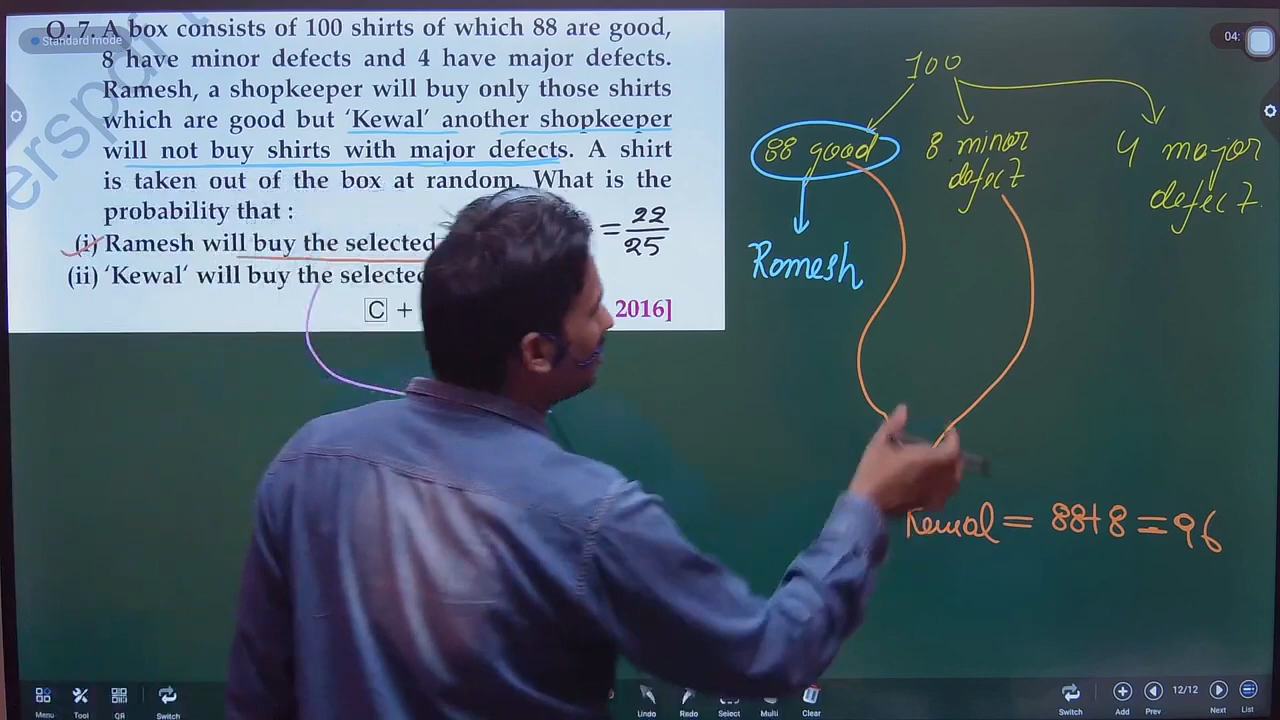 Q. 7. A box consists of 100 shirts of which 88 are good,
8 have minor defects and 4 have major defects.
Ramesh, a shopkeeper will buy only those shirts
which are good but ‘Kewal’ another shopkeeper
will not buy shirts with major defects. A shirt
is taken out of the box at random. What is the
probability that :
(i) Ramesh will buy the selected
= 22/25
(ii) ‘Kewal‘ will buy the selected
C +
2016]
Standard mode
04:
100
88 good
8 minor
defect
4 major
defect
Romesh
Kewal = 88+8=96
Menu
Tool
QR
Switch
Undo
Redo
Select
Multi
Clear
Switch
Add
Prev
12/12
Next
List